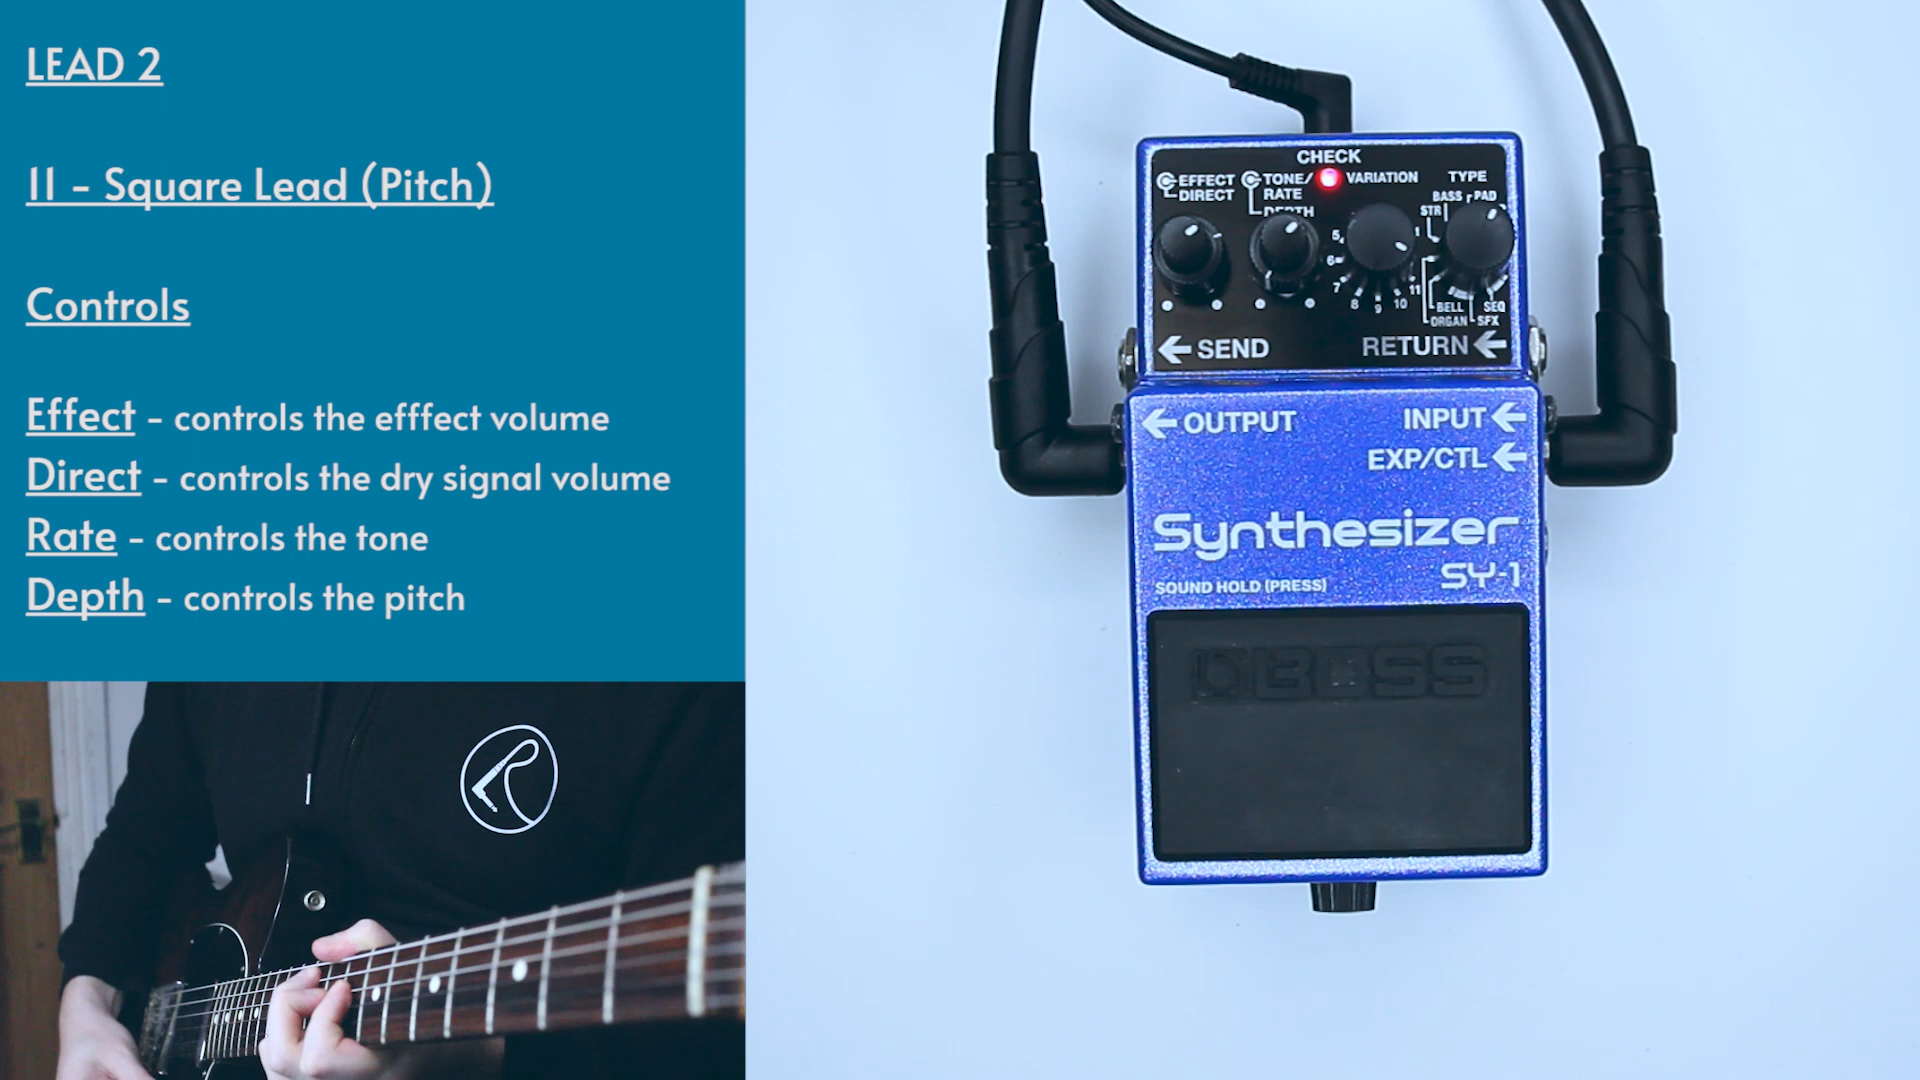 LEAD 2
11 - Square Lead (Pitch)
Controls
Effect - controls the efffect volume
Direct - controls the dry signal volume
Rate - controls the tone
Depth - controls the pitch
CHECK
EFFECT
DIRECT
TONE/
RATE
DEPTH
VARIATION
TYPE
BASS PAD
STR
1
5
6
7
8
9
10
11
BELL
ORGAN
SEQ
SFX
SEND
RETURN
OUTPUT
INPUT
EXP/CTL
Synthesizer
SY-1
SOUND HOLD (PRESS)
BOSS